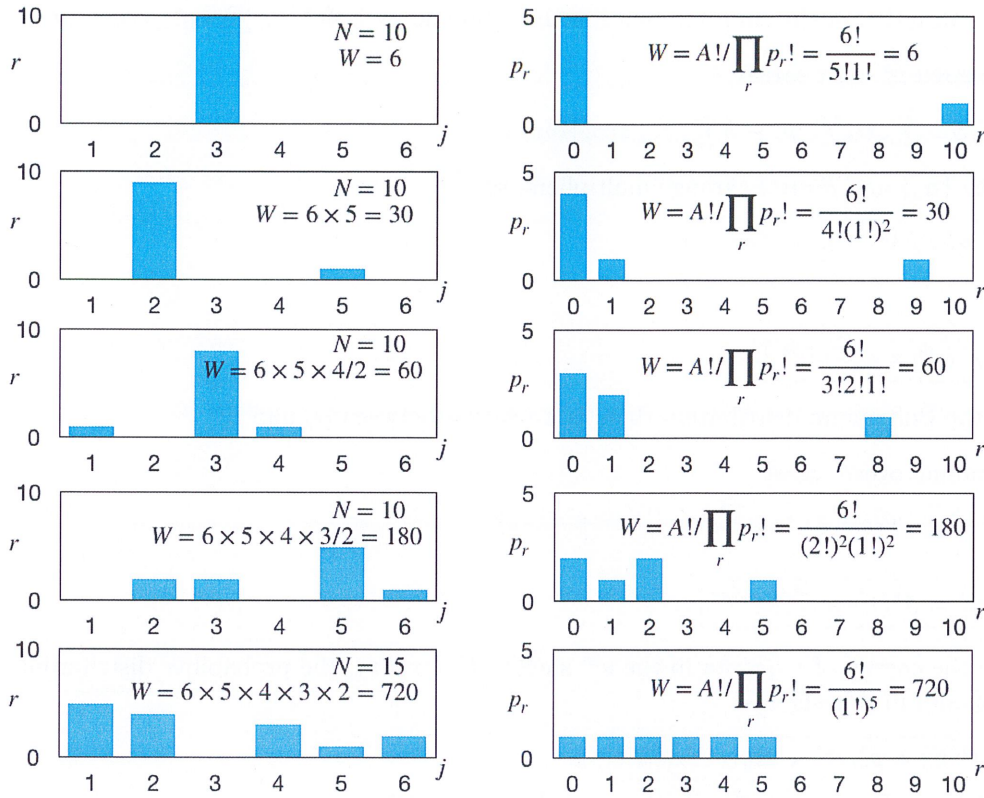 10
r
0
N = 10
W = 6
1 2 3 4 5 6
j
5
p_r
0
W = A!/∏_r p_r! = 6!/5!1! = 6
0 1 2 3 4 5 6 7 8 9 10
r
10
r
0
N = 10
W = 6 × 5 = 30
1 2 3 4 5 6
j
5
p_r
0
W = A!/∏_r p_r! = 6!/4!(1!)² = 30
0 1 2 3 4 5 6 7 8 9 10
r
10
r
0
N = 10
W = 6 × 5 × 4/2 = 60
1 2 3 4 5 6
j
5
p_r
0
W = A!/∏_r p_r! = 6!/3!2!1! = 60
0 1 2 3 4 5 6 7 8 9 10
r
10
r
0
N = 10
W = 6 × 5 × 4 × 3/2 = 180
1 2 3 4 5 6
j
5
p_r
0
W = A!/∏_r p_r! = 6!/(2!)²(1!)² = 180
0 1 2 3 4 5 6 7 8 9 10
r
10
r
0
N = 15
W = 6 × 5 × 4 × 3 × 2 = 720
1 2 3 4 5 6
j
5
p_r
0
W = A!/∏_r p_r! = 6!/(1!)⁵ = 720
0 1 2 3 4 5 6 7 8 9 10
r